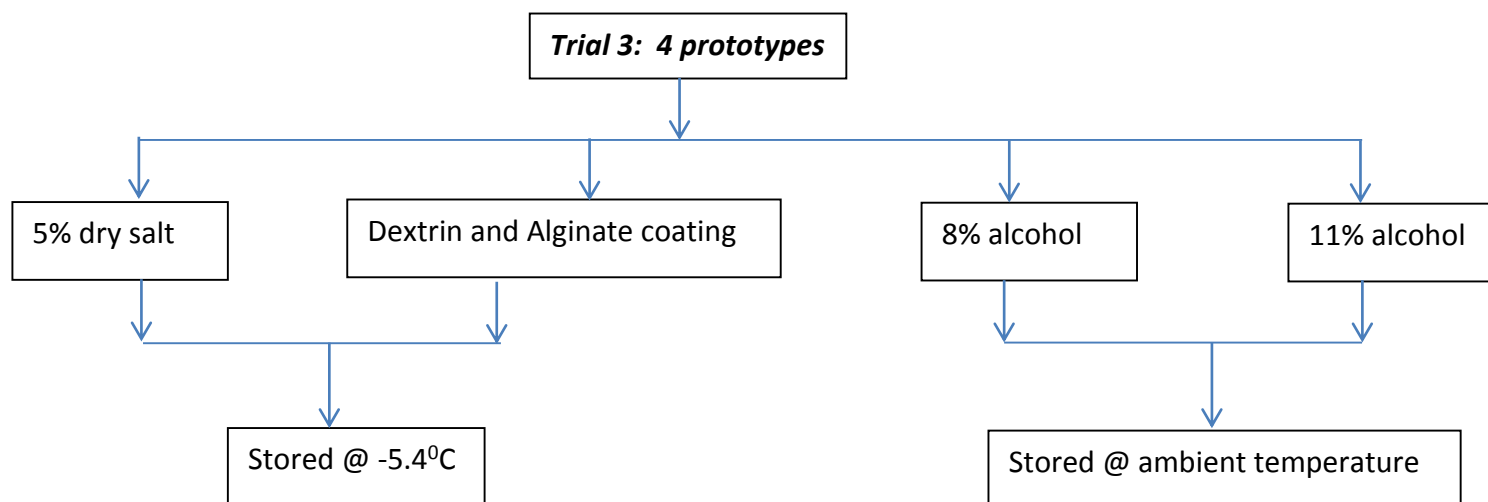 Trial 3: 4 prototypes
5% dry salt
Dextrin and Alginate coating
8% alcohol
11% alcohol
Stored @ -5.4⁰C
Stored @ ambient temperature